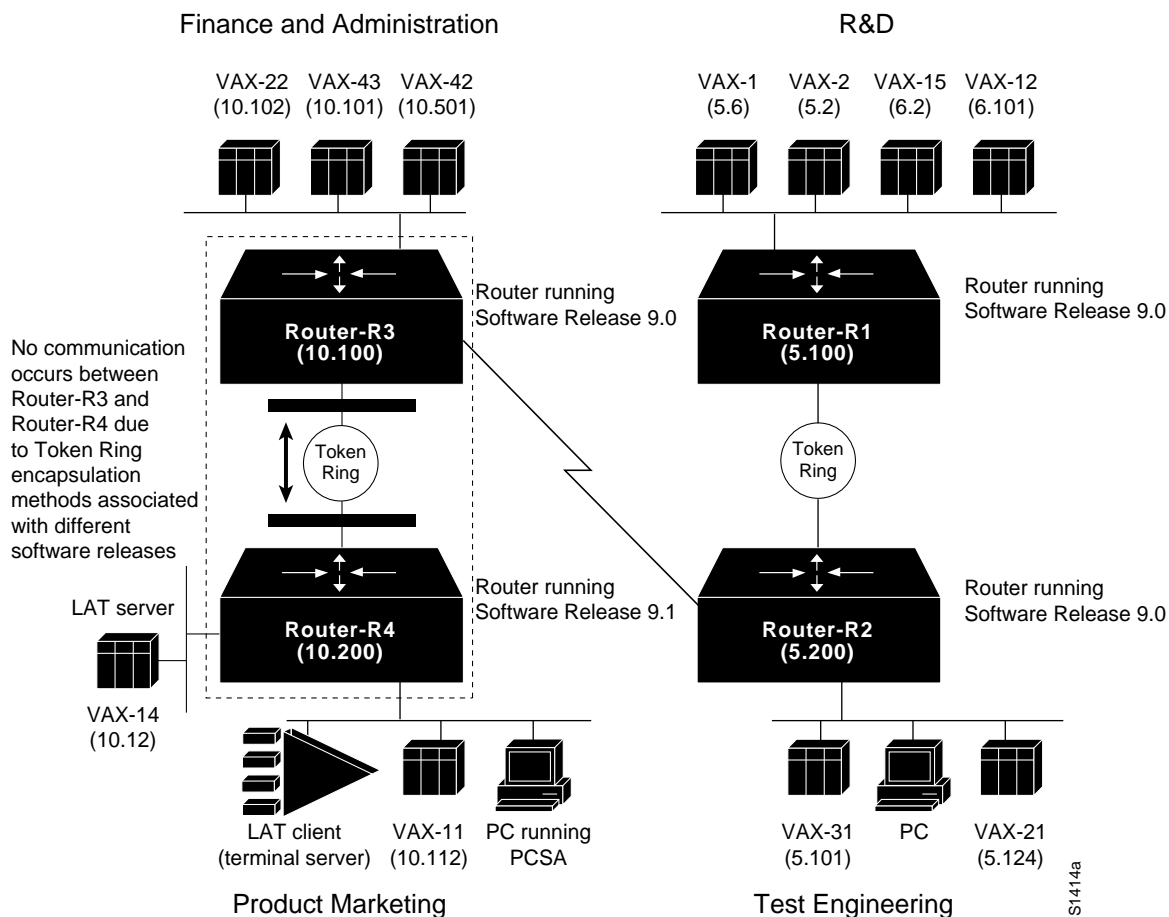 Finance and Administration
R&D
VAX-22
(10.102)
VAX-43
(10.101)
VAX-42
(10.501)
VAX-1
(5.6)
VAX-2
(5.2)
VAX-15
(6.2)
VAX-12
(6.101)
Router-R3
(10.100)
Router running
Software Release 9.0
Router-R1
(5.100)
Router running
Software Release 9.0
No communication
occurs between
Router-R3 and
Router-R4 due
to Token Ring
encapsulation
methods associated
with different
software releases
Token
Ring
Token
Ring
Router-R4
(10.200)
Router running
Software Release 9.1
Router-R2
(5.200)
Router running
Software Release 9.0
LAT server
VAX-14
(10.12)
LAT client
(terminal server)
VAX-11
(10.112)
PC running
PCSA
VAX-31
(5.101)
PC
VAX-21
(5.124)
Product Marketing
Test Engineering
S1414a